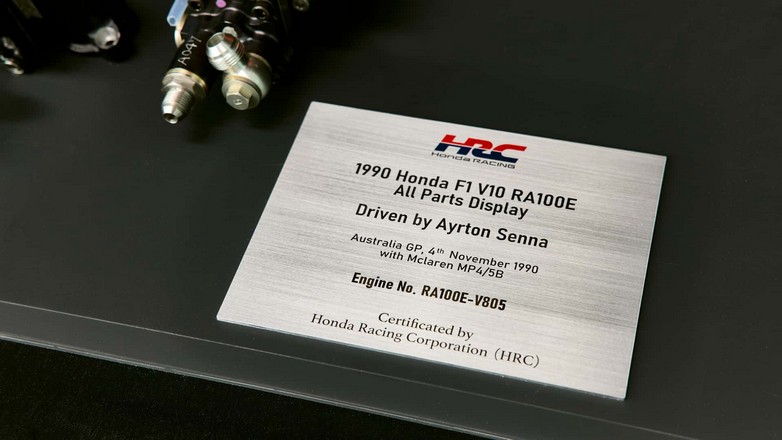 A047
HRC
Honda RACING
1990 Honda F1 V10 RA100E
All Parts Display
Driven by Ayrton Senna
Australia GP, 4th November 1990
with Mclaren MP4/5B
Engine No. RA100E-V805
Certificated by
Honda Racing Corporation (HRC)